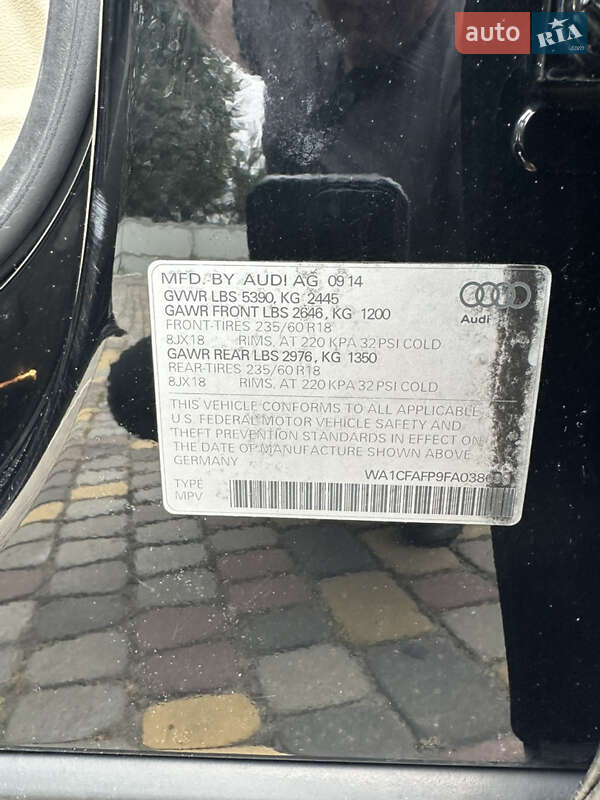 auto RIA .com
MFD. BY AUDI AG 09 14
GVWR LBS 5390, KG 2445
GAWR FRONT LBS 2646, KG 1200
FRONT-TIRES 235/60 R18
8JX18 RIMS, AT 220 KPA 32 PSI COLD
GAWR REAR LBS 2976, KG 1350
REAR-TIRES 235/60 R18
8JX18 RIMS, AT 220 KPA 32 PSI COLD
Audi
THIS VEHICLE CONFORMS TO ALL APPLICABLE
U.S. FEDERAL MOTOR VEHICLE SAFETY AND
THEFT PREVENTION STANDARDS IN EFFECT ON
THE DATE OF MANUFACTURE SHOWN ABOVE
GERMANY
TYPE
MPV